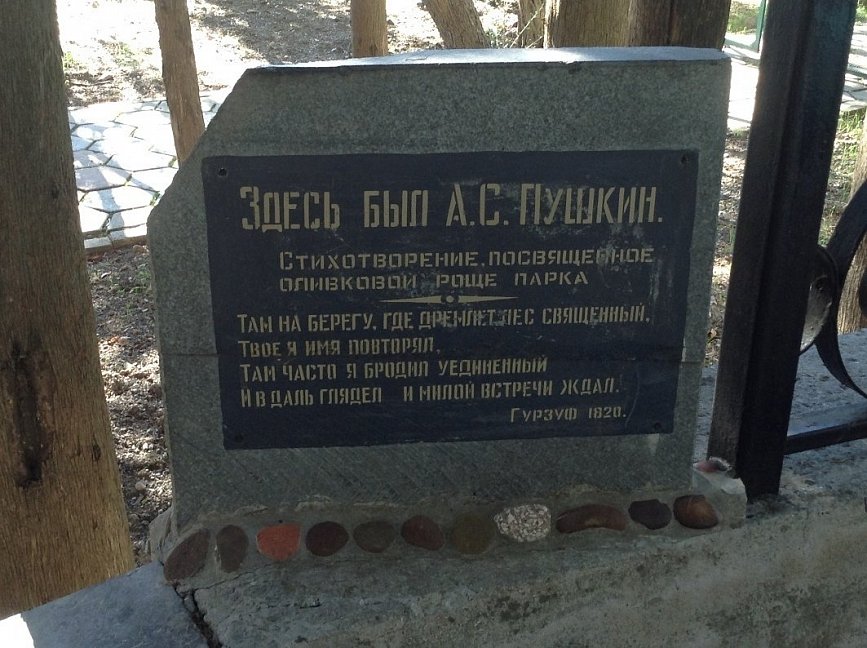 Здесь был А.С. Пушкин.
Стихотворение, посвященное
оливковой роще парка
Там на берегу, где дремлет лес священный,
Твое я имя повторял,
Там часто я бродил уединенный
И в даль глядел и милой встречи ждал.
Гурзуф 1820.